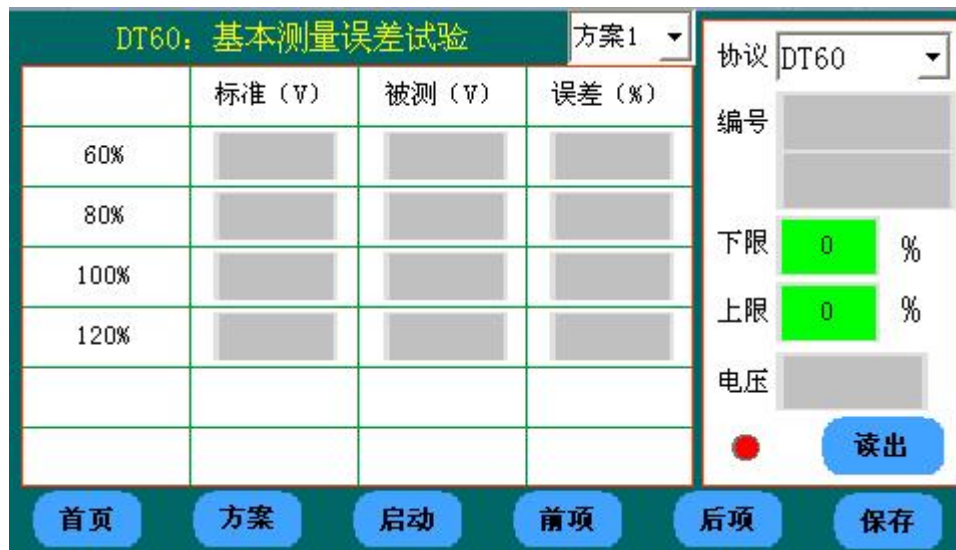 DT60：基本测量误差试验 方案1
标准（V） 被测（V） 误差（%）
60%
80%
100%
120%
协议 DT60
编号
下限 0 %
上限 0 %
电压
读出
首页 方案 启动 前项 后项 保存